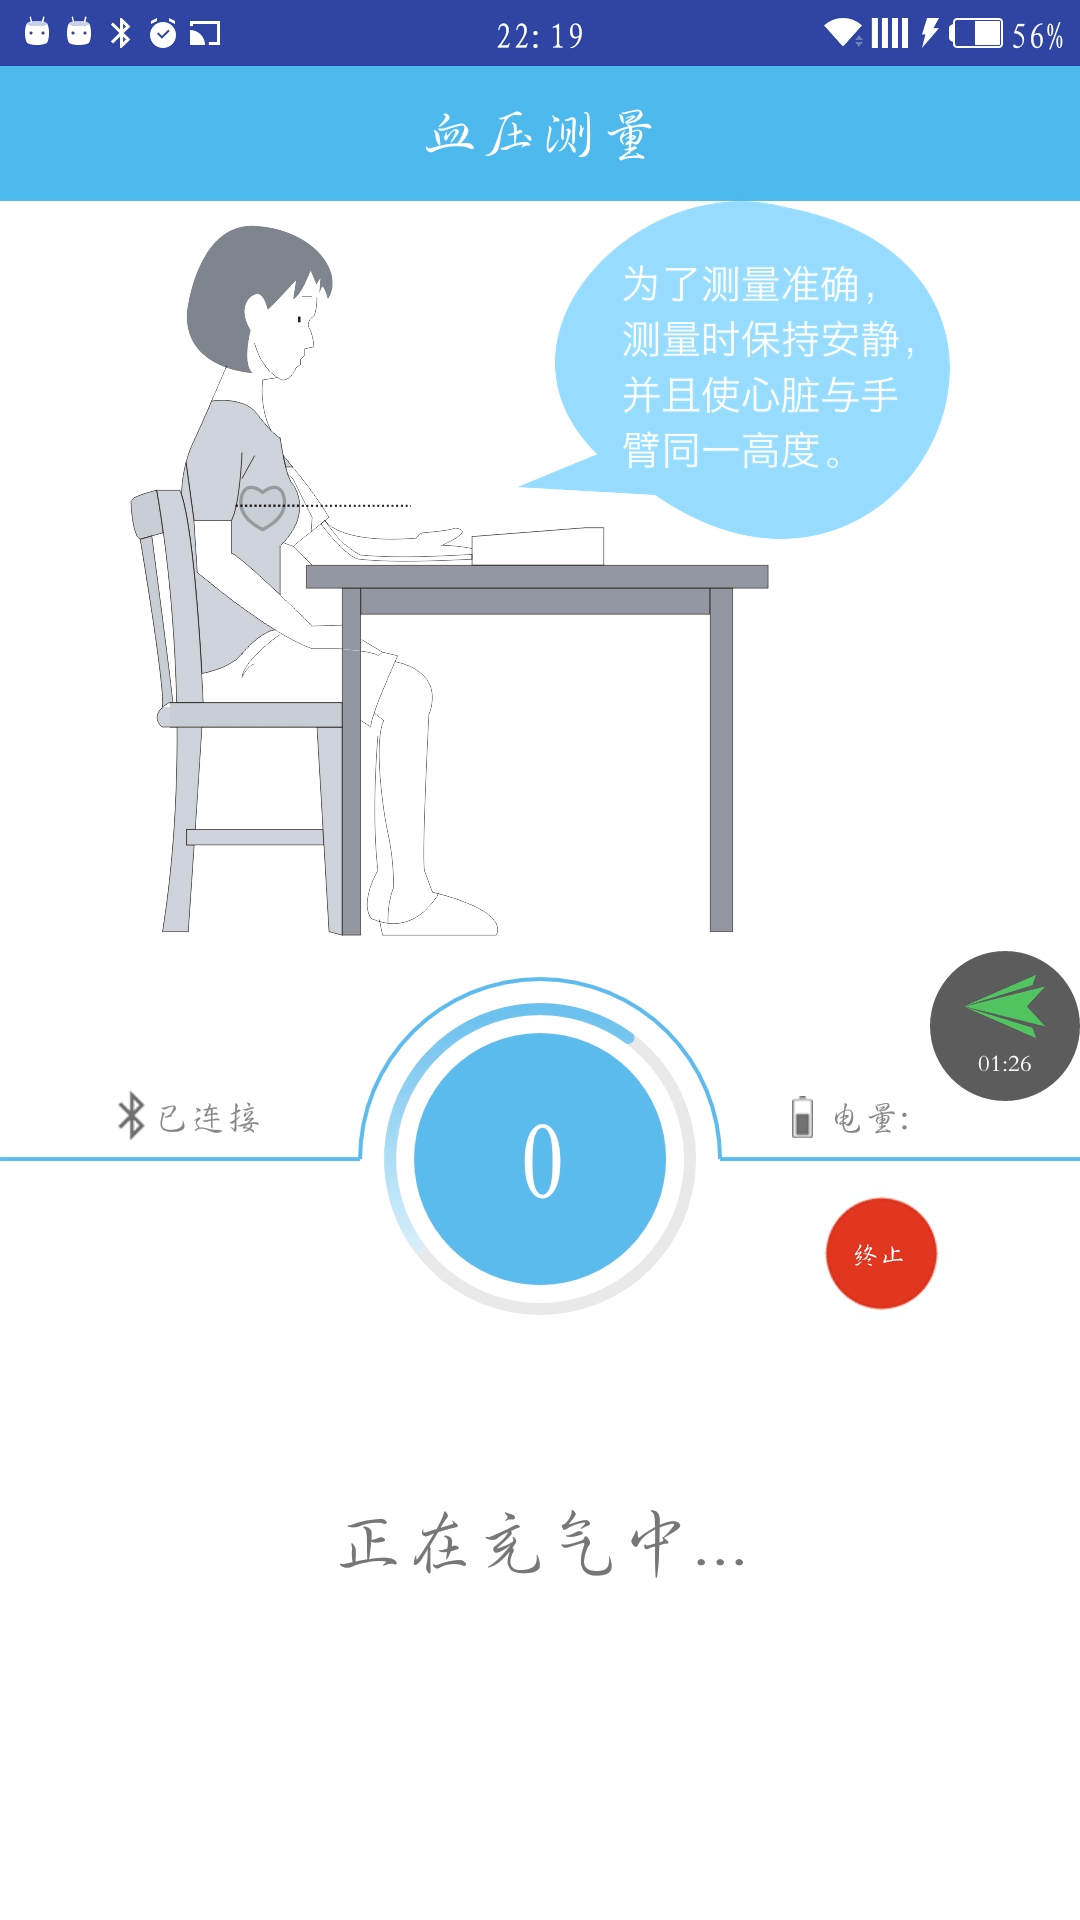 22:19
56%
血压测量
为了测量准确，
测量时保持安静，
并且使心脏与手
臂同一高度。
01:26
已连接
电量:
0
终止
正在充气中...